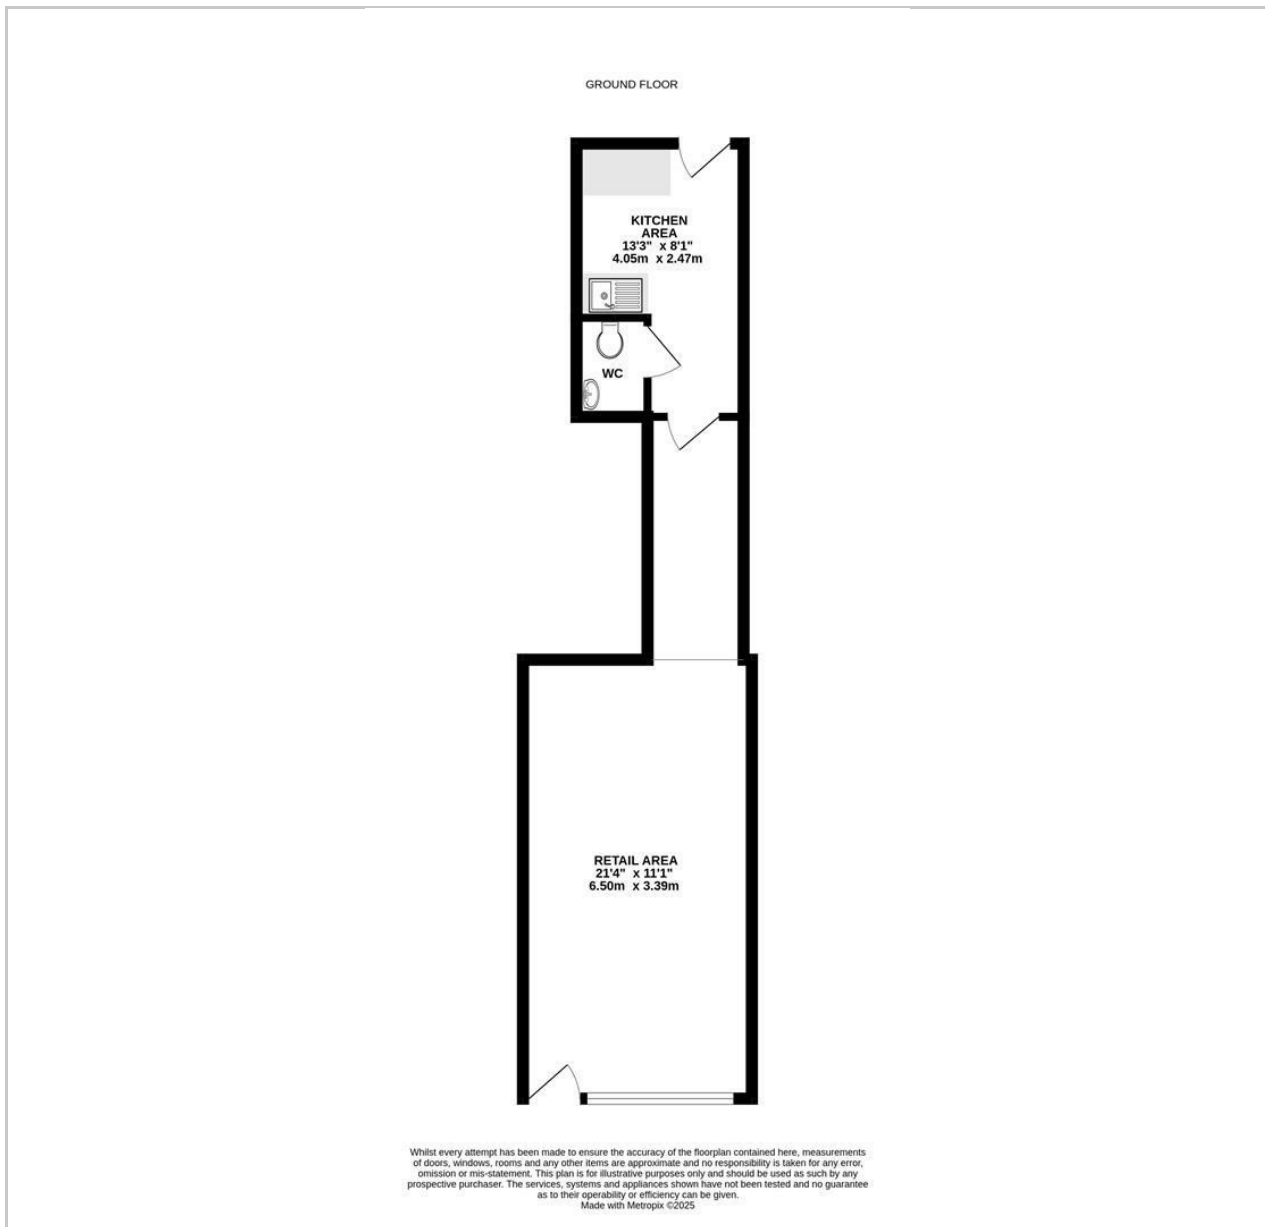 GROUND FLOOR
KITCHEN
AREA
13'3" x 8'1"
4.05m x 2.47m
WC
RETAIL AREA
21'4" x 11'1"
6.50m x 3.39m
Whilst every attempt has been made to ensure the accuracy of the floorplan contained here, measurements
of doors, windows, rooms and any other items are approximate and no responsibility is taken for any error,
omission or mis-statement. This plan is for illustrative purposes only and should be used as such by any
prospective purchaser. The services, systems and appliances shown have not been tested and no guarantee
as to their operability or efficiency can be given.
Made with Metropix ©2025